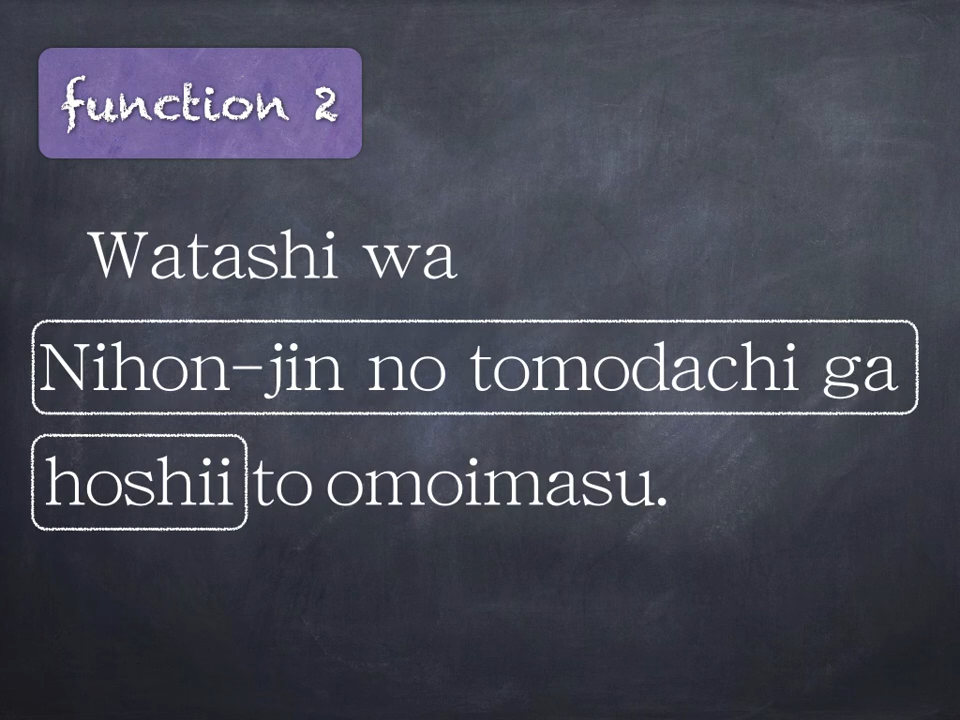 function 2
Watashi wa
Nihon-jin no tomodachi ga
hoshii to omoimasu.